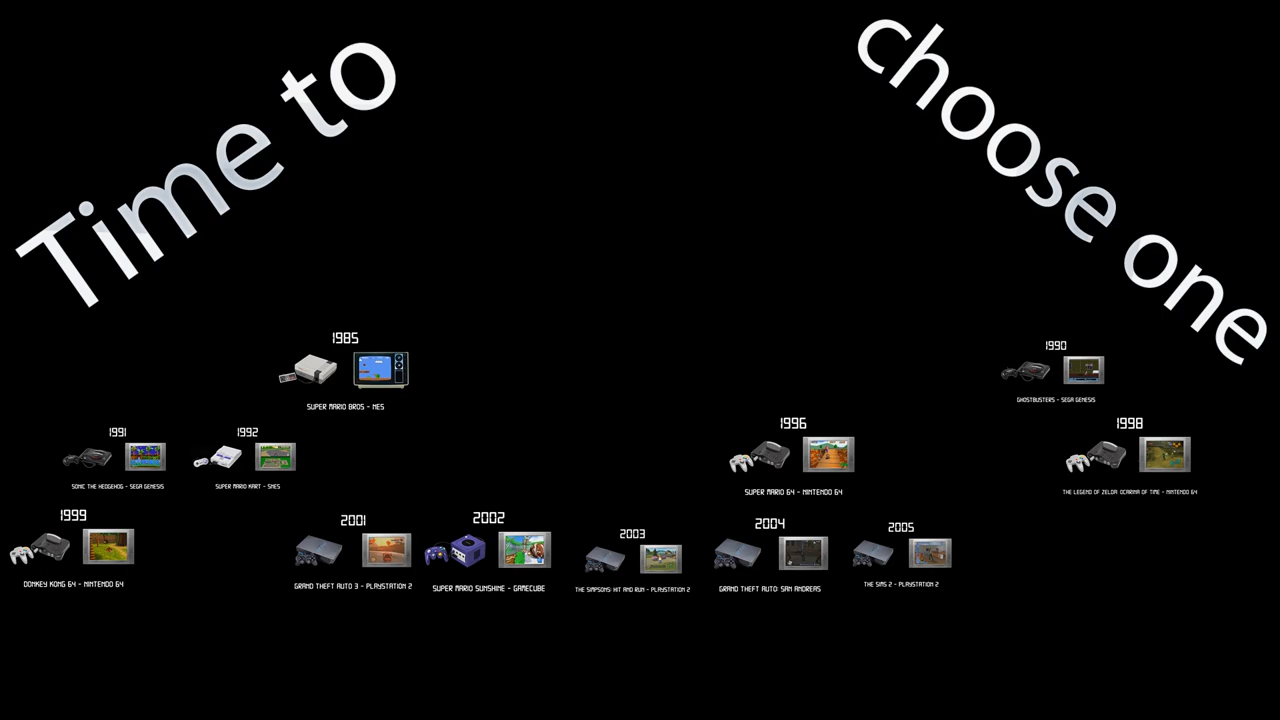 Time to
choose one
1985
SUPER MARIO BROS - NES
1990
GHOSTBUSTERS - SEGA GENESIS
1991
SONIC THE HEDGEHOG - SEGA GENESIS
1992
SUPER MARIO KART - SNES
1996
SUPER MARIO 64 - NINTENDO 64
1998
THE LEGEND OF ZELDA: OCARINA OF TIME - NINTENDO 64
1999
DONKEY KONG 64 - NINTENDO 64
2001
GRAND THEFT AUTO 3 - PLAYSTATION 2
2002
SUPER MARIO SUNSHINE - GAMECUBE
2003
THE SIMPSONS: HIT AND RUN - PLAYSTATION 2
2004
GRAND THEFT AUTO: SAN ANDREAS
2005
THE SIMS 2 - PLAYSTATION 2